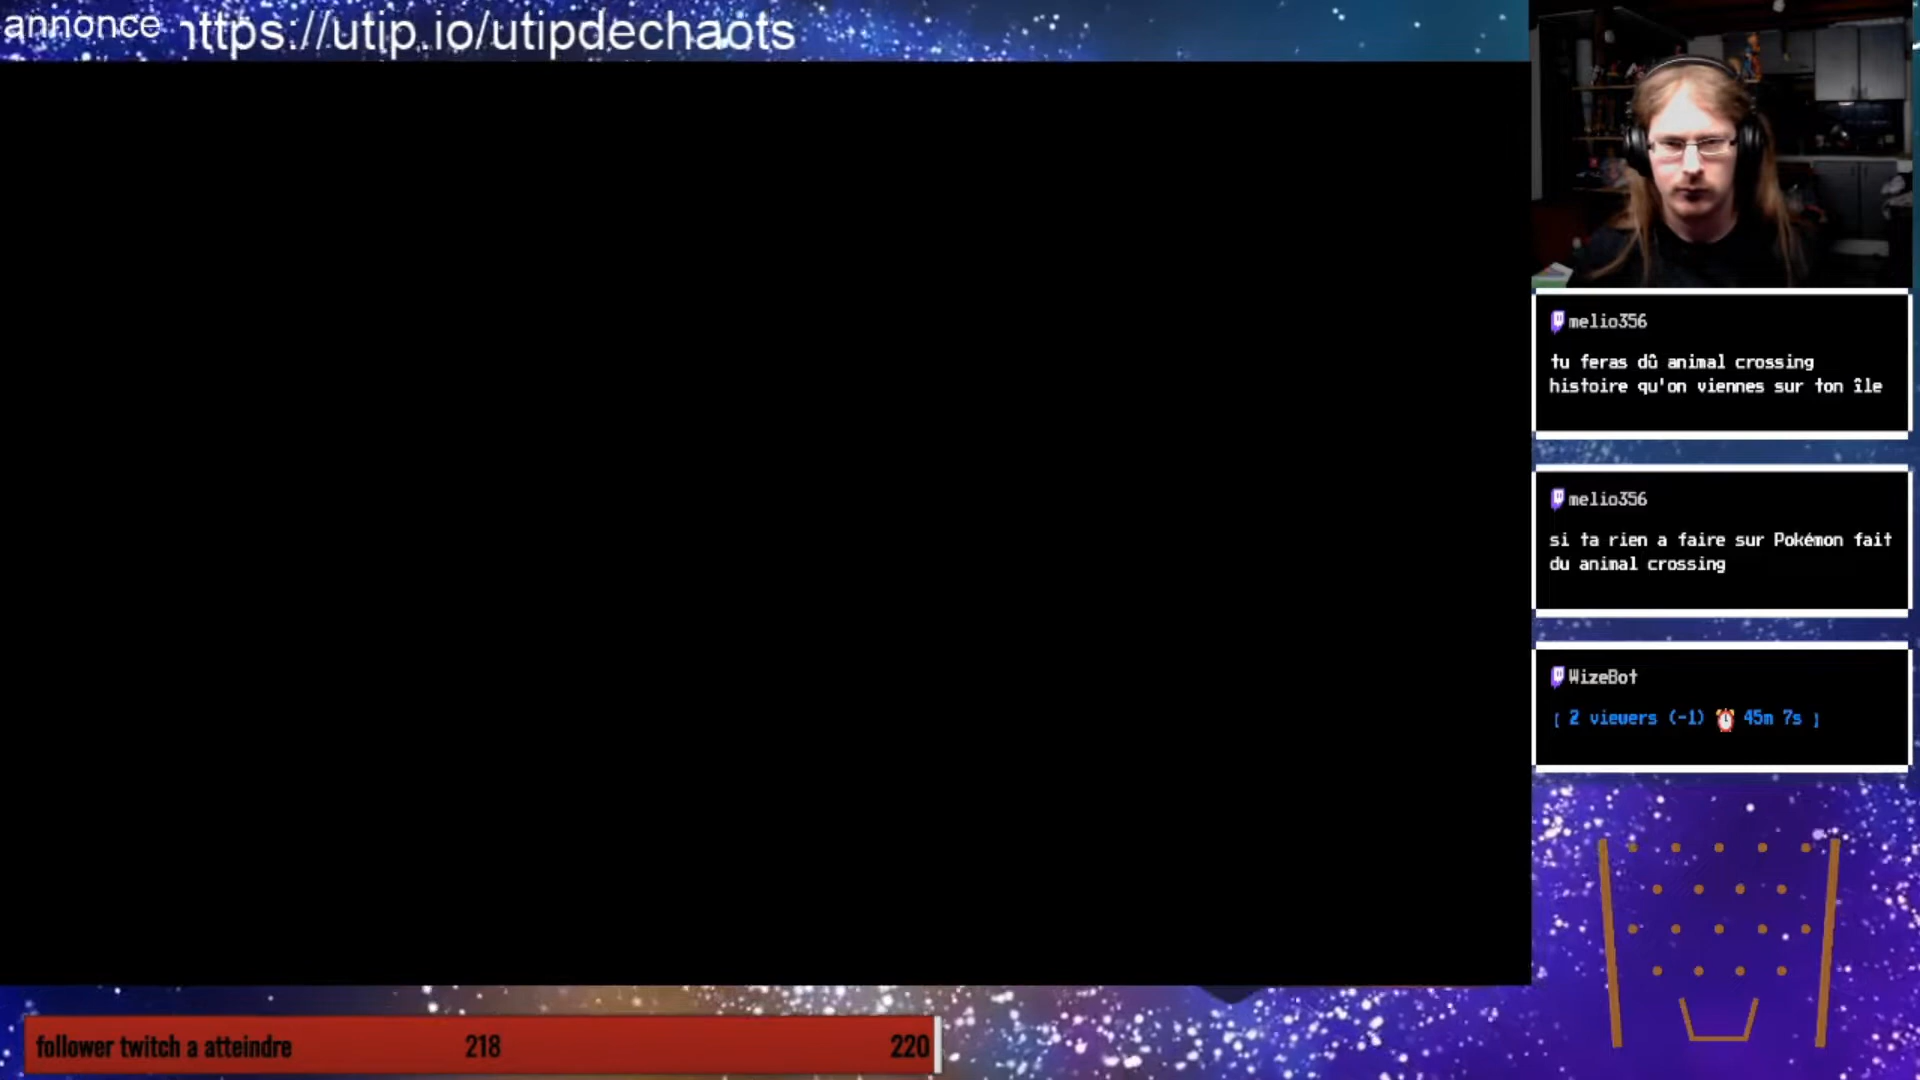 annonce https://utip.io/utipdechaots
melio356
tu feras dû animal crossing
histoire qu'on viennes sur ton île
melio356
si ta rien a faire sur Pokémon fait
du animal crossing
WizeBot
[ 2 viewers (-1) ⏰ 45m 7s ]
follower twitch a atteindre 218 220